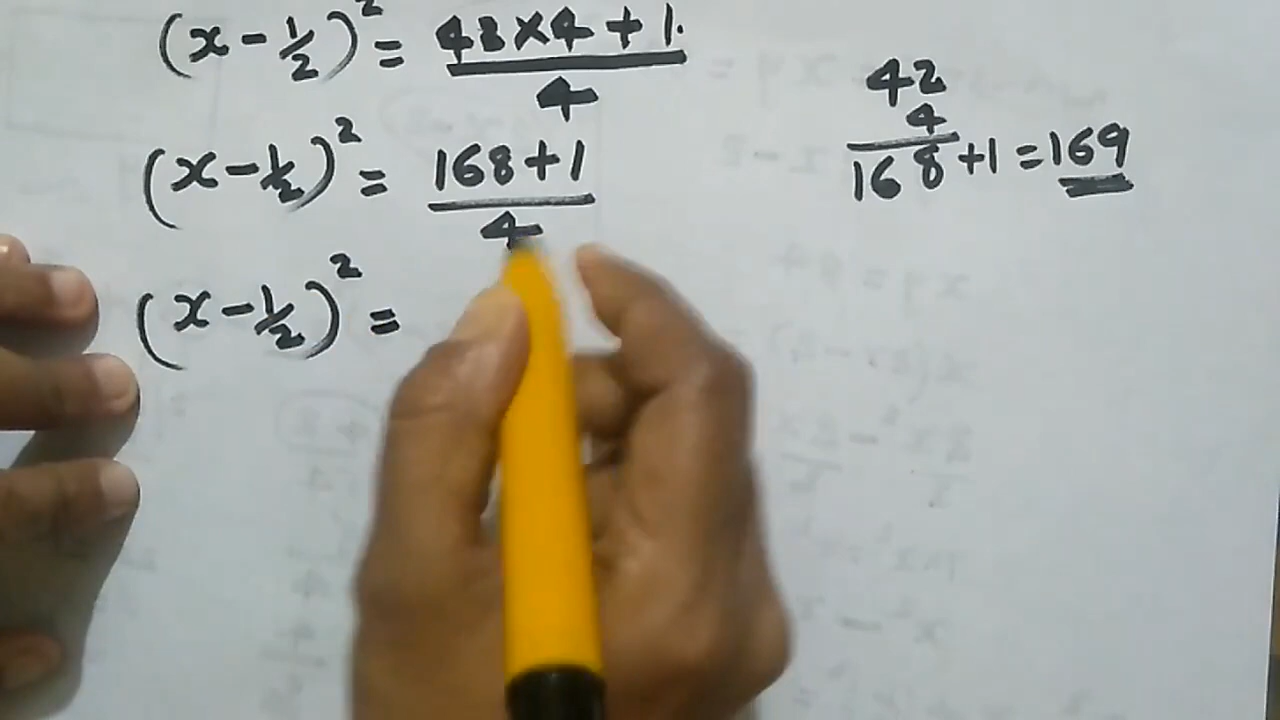 (x - 1/2)² = 42×4+1 / 4
(x - 1/2)² = 168+1 / 4
(x - 1/2)² =
42
4
168 +1 = 169